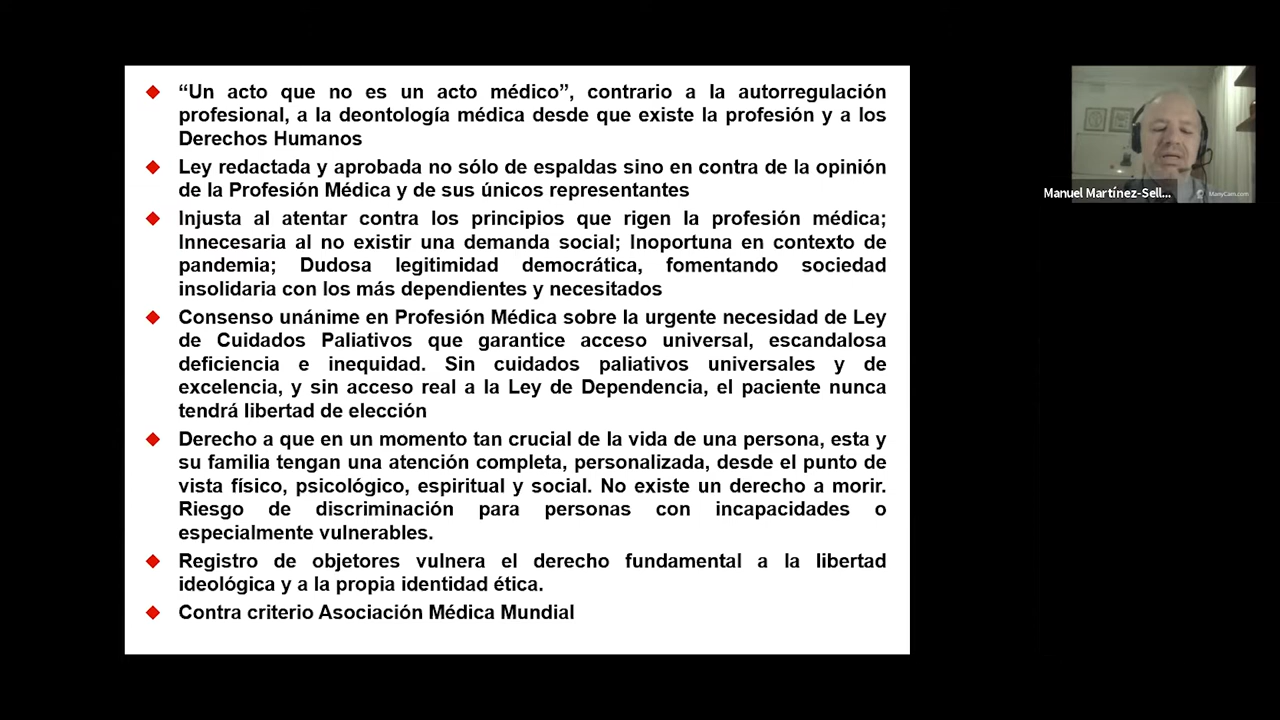 “Un acto que no es un acto médico”, contrario a la autorregulación
profesional, a la deontología médica desde que existe la profesión y a los
Derechos Humanos
Ley redactada y aprobada no sólo de espaldas sino en contra de la opinión
de la Profesión Médica y de sus únicos representantes
Injusta al atentar contra los principios que rigen la profesión médica;
Innecesaria al no existir una demanda social; Inoportuna en contexto de
pandemia; Dudosa legitimidad democrática, fomentando sociedad
insolidaria con los más dependientes y necesitados
Consenso unánime en Profesión Médica sobre la urgente necesidad de Ley
de Cuidados Paliativos que garantice acceso universal, escandalosa
deficiencia e inequidad. Sin cuidados paliativos universales y de
excelencia, y sin acceso real a la Ley de Dependencia, el paciente nunca
tendrá libertad de elección
Derecho a que en un momento tan crucial de la vida de una persona, esta y
su familia tengan una atención completa, personalizada, desde el punto de
vista físico, psicológico, espiritual y social. No existe un derecho a morir.
Riesgo de discriminación para personas con incapacidades o
especialmente vulnerables.
Registro de objetores vulnera el derecho fundamental a la libertad
ideológica y a la propia identidad ética.
Contra criterio Asociación Médica Mundial
Manuel Martínez-Sell...
ManyCam.com